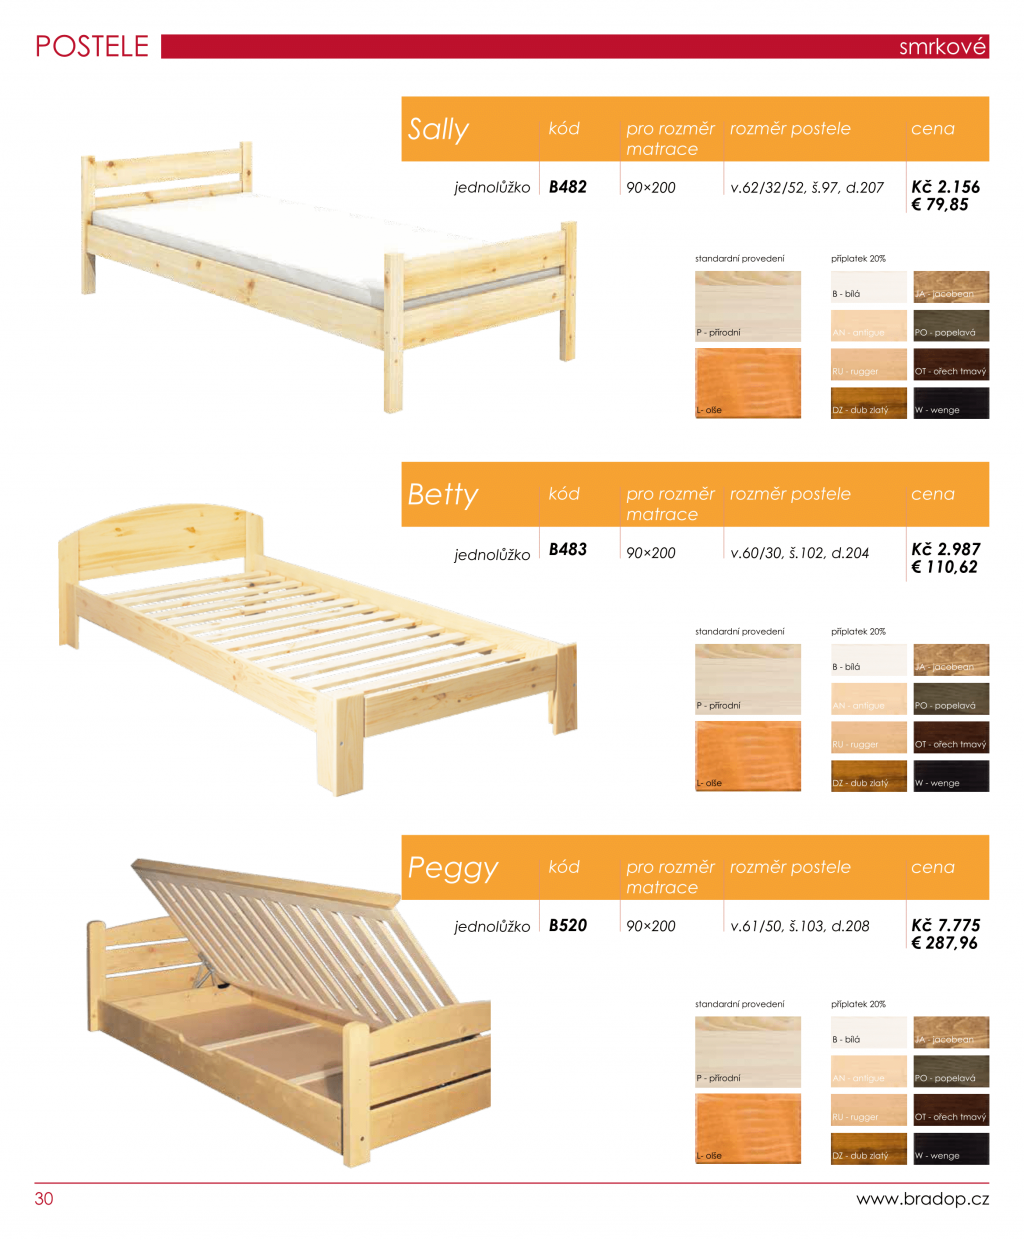 POSTELE
smrkové
Sally
kód
pro rozměr
matrace
rozměr postele
cena
jednolůžko
B482
90×200
v.62/32/52, š.97, d.207
Kč 2.156
€ 79,85
standardní provedení
příplatek 20%
P - přírodní
L- olše
B - bílá
JA - jacobean
AN - antigue
PO - popelavá
RU - rugger
OT - ořech tmavý
DZ - dub zlatý
W - wenge
Betty
kód
pro rozměr
matrace
rozměr postele
cena
jednolůžko
B483
90×200
v.60/30, š.102, d.204
Kč 2.987
€ 110,62
standardní provedení
příplatek 20%
P - přírodní
L- olše
B - bílá
JA - jacobean
AN - antigue
PO - popelavá
RU - rugger
OT - ořech tmavý
DZ - dub zlatý
W - wenge
Peggy
kód
pro rozměr
matrace
rozměr postele
cena
jednolůžko
B520
90×200
v.61/50, š.103, d.208
Kč 7.775
€ 287,96
standardní provedení
příplatek 20%
P - přírodní
L- olše
B - bílá
JA - jacobean
AN - antigue
PO - popelavá
RU - rugger
OT - ořech tmavý
DZ - dub zlatý
W - wenge
30
www.bradop.cz